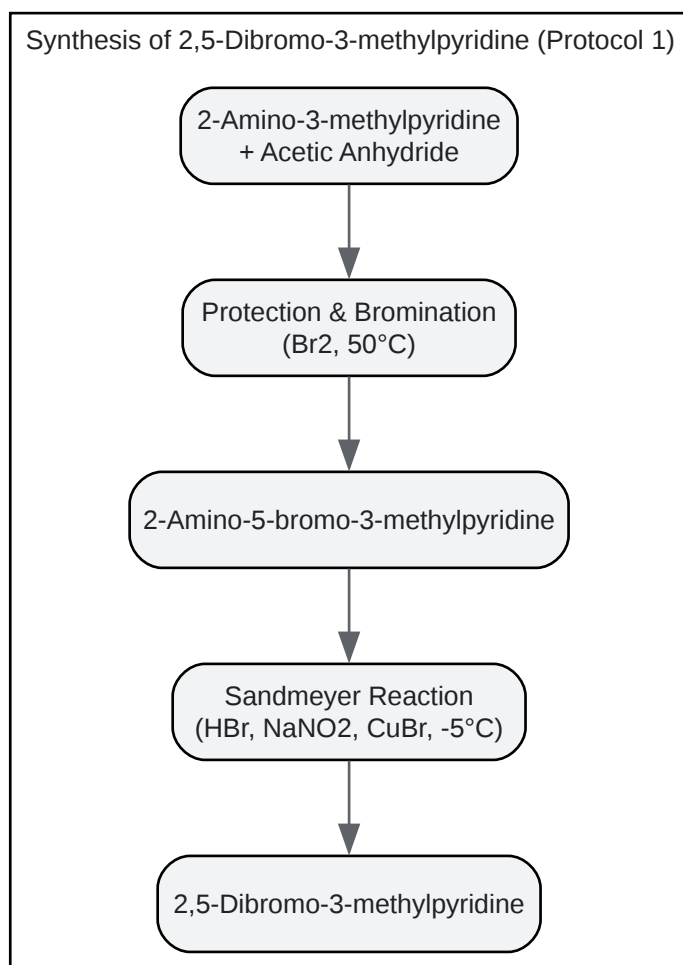 Synthesis of 2,5-Dibromo-3-methylpyridine (Protocol 1)
2-Amino-3-methylpyridine
+ Acetic Anhydride
Protection & Bromination
(Br2, 50°C)
2-Amino-5-bromo-3-methylpyridine
Sandmeyer Reaction
(HBr, NaNO2, CuBr, -5°C)
2,5-Dibromo-3-methylpyridine